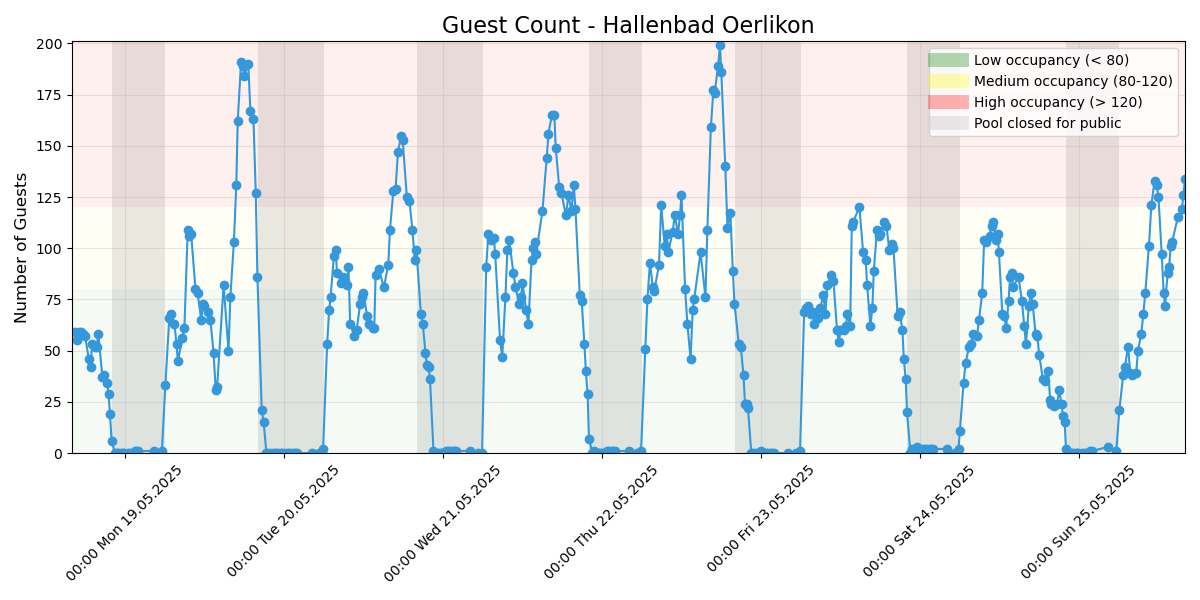 Guest Count - Hallenbad Oerlikon
Number of Guests
200
175
150
125
100
75
50
25
0
Low occupancy (< 80)
Medium occupancy (80-120)
High occupancy (> 120)
Pool closed for public
00:00 Mon 19.05.2025
00:00 Tue 20.05.2025
00:00 Wed 21.05.2025
00:00 Thu 22.05.2025
00:00 Fri 23.05.2025
00:00 Sat 24.05.2025
00:00 Sun 25.05.2025